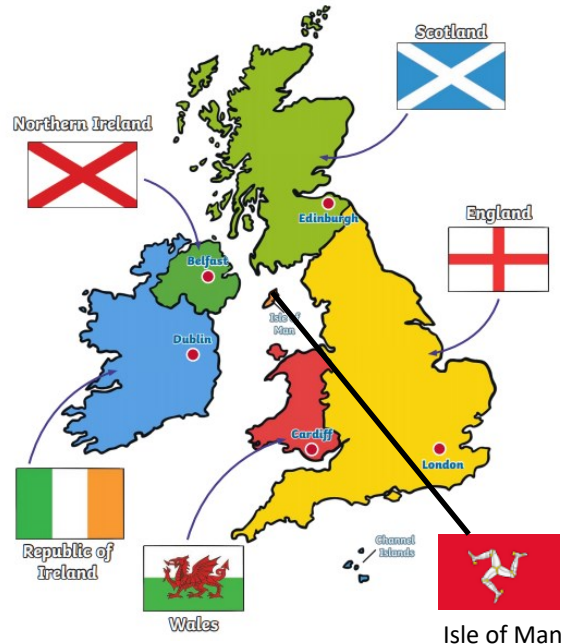 Scotland
Northern Ireland
Edinburgh
England
Belfast
Isle of
Man
Dublin
Cardiff
London
Republic of
Ireland
Channel
Islands
Wales
Isle of Man